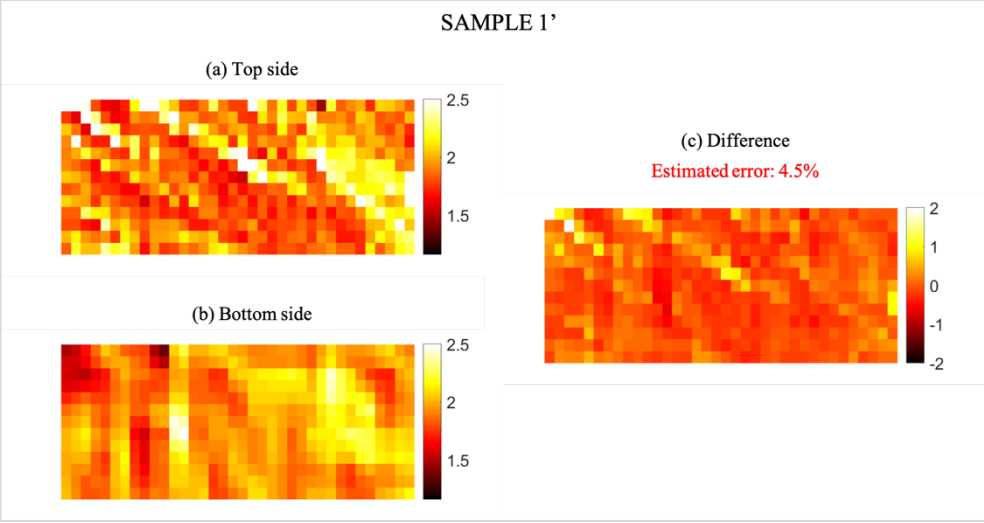 SAMPLE 1’
(a) Top side
2.5
2
1.5
(b) Bottom side
2.5
2
1.5
(c) Difference
Estimated error: 4.5%
2
1
0
-1
-2